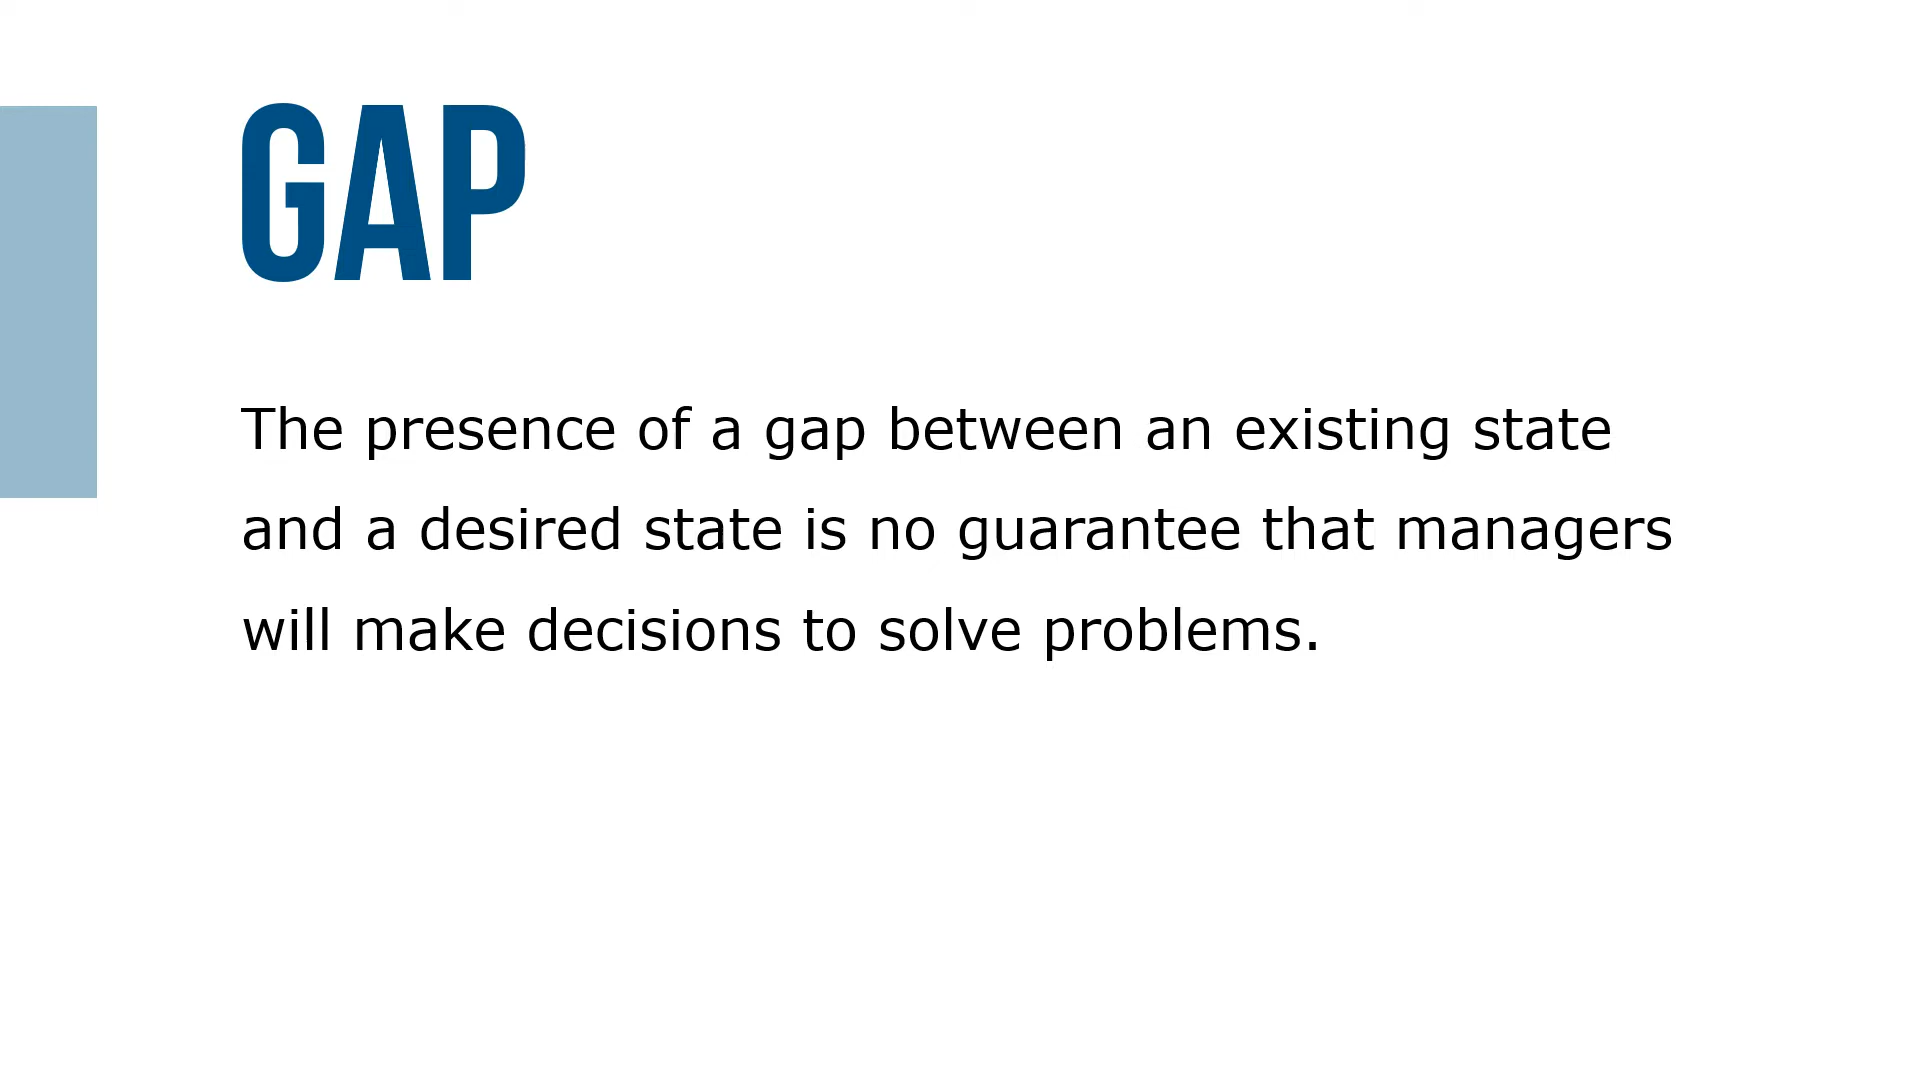 GAP
The presence of a gap between an existing state
and a desired state is no guarantee that managers
will make decisions to solve problems.